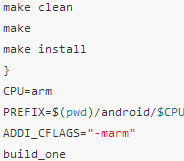 make clean
make
make install
}
CPU=arm
PREFIX=$(pwd)/android/$CPU
ADDI_CFLAGS="-marm"
build_one